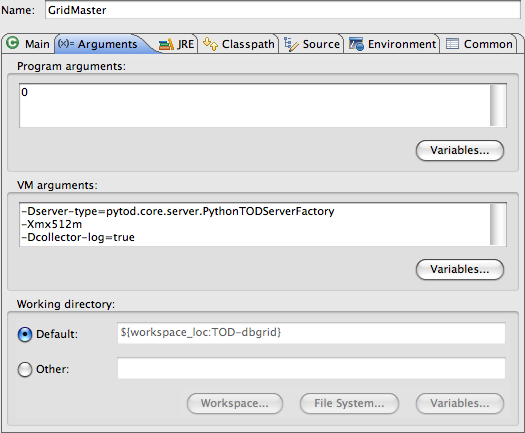 Name: GridMaster
Main (x)= Arguments JRE Classpath Source Environment Common
Program arguments:
0
Variables...
VM arguments:
-Dserver-type=pytod.core.server.PythonTODServerFactory
-Xmx512m
-Dcollector-log=true
Variables...
Working directory:
Default: ${workspace_loc:TOD-dbgrid}
Other:
Workspace... File System... Variables...